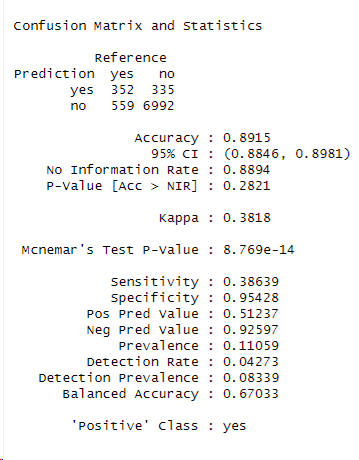 Confusion Matrix and Statistics
Reference
Prediction yes no
yes 352 335
no 559 6992
Accuracy : 0.8915
95% CI : (0.8846, 0.8981)
No Information Rate : 0.8894
P-Value [Acc > NIR] : 0.2821
Kappa : 0.3818
Mcnemar's Test P-Value : 8.769e-14
Sensitivity : 0.38639
Specificity : 0.95428
Pos Pred Value : 0.51237
Neg Pred Value : 0.92597
Prevalence : 0.11059
Detection Rate : 0.04273
Detection Prevalence : 0.08339
Balanced Accuracy : 0.67033
'Positive' Class : yes